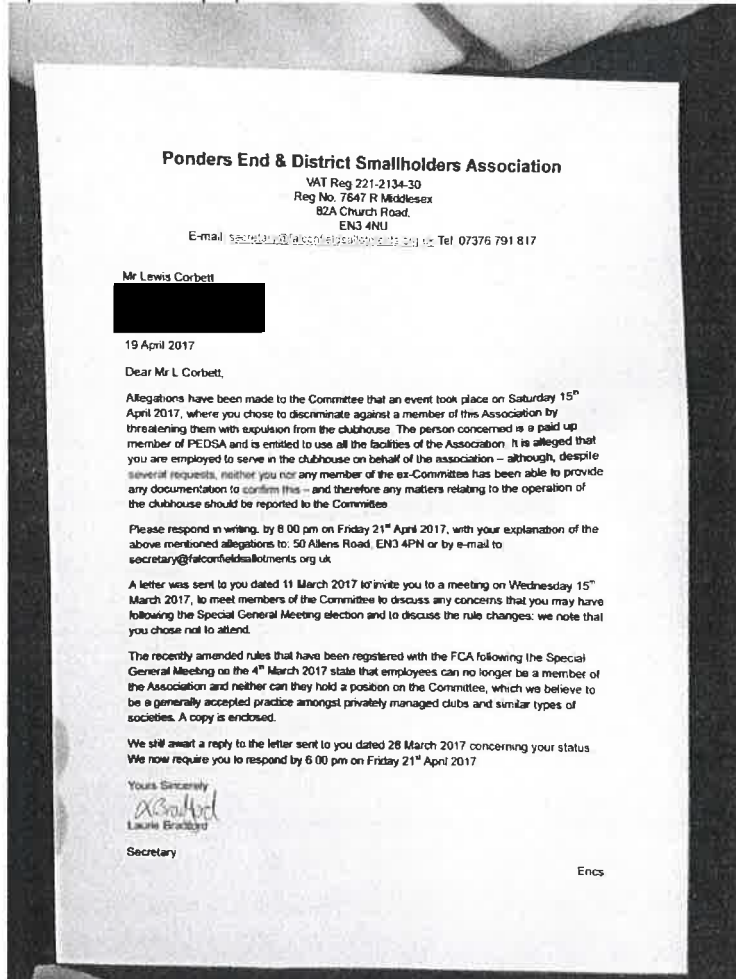 Ponders End & District Smallholders Association
VAT Reg 221-2134-30
Reg No. 7647 R Middlesex
82A Church Road,
EN3 4NU
E-mail secretary@falconfieldsallotments.org.uk Tel 07376 791 817
Mr Lewis Corbett
19 April 2017
Dear Mr L Corbett,
Allegations have been made to the Committee that an event took place on Saturday 15th
April 2017, where you chose to discriminate against a member of this Association by
threatening them with expulsion from the clubhouse. The person concerned is a paid up
member of PEDSA and is entitled to use all the facilities of the Association. It is alleged that
you are employed to serve in the clubhouse on behalf of the association – although, despite
several requests, neither you nor any member of the ex-Committee has been able to provide
any documentation to confirm this – and therefore any matters relating to the operation of
the clubhouse should be reported to the Committee
Please respond in writing, by 6 00 pm on Friday 21st April 2017, with your explanation of the
above mentioned allegations to: 50 Allens Road, EN3 4PN or by e-mail to
secretary@falconfieldsallotments org uk
A letter was sent to you dated 11 March 2017 to invite you to a meeting on Wednesday 15th
March 2017, to meet members of the Committee to discuss any concerns that you may have
following the Special General Meeting election and to discuss the rule changes: we note that
you chose not to attend.
The recently amended rules that have been registered with the FCA following the Special
General Meeting on the 4th March 2017 state that employees can no longer be a member of
the Association and neither can they hold a position on the Committee, which we believe to
be a generally accepted practice amongst privately managed clubs and similar types of
societies. A copy is enclosed.
We still await a reply to the letter sent to you dated 28 March 2017 concerning your status
We now require you to respond by 6 00 pm on Friday 21st April 2017
Yours Sincerely
LBradford
Laurie Bradford
Secretary
Encs